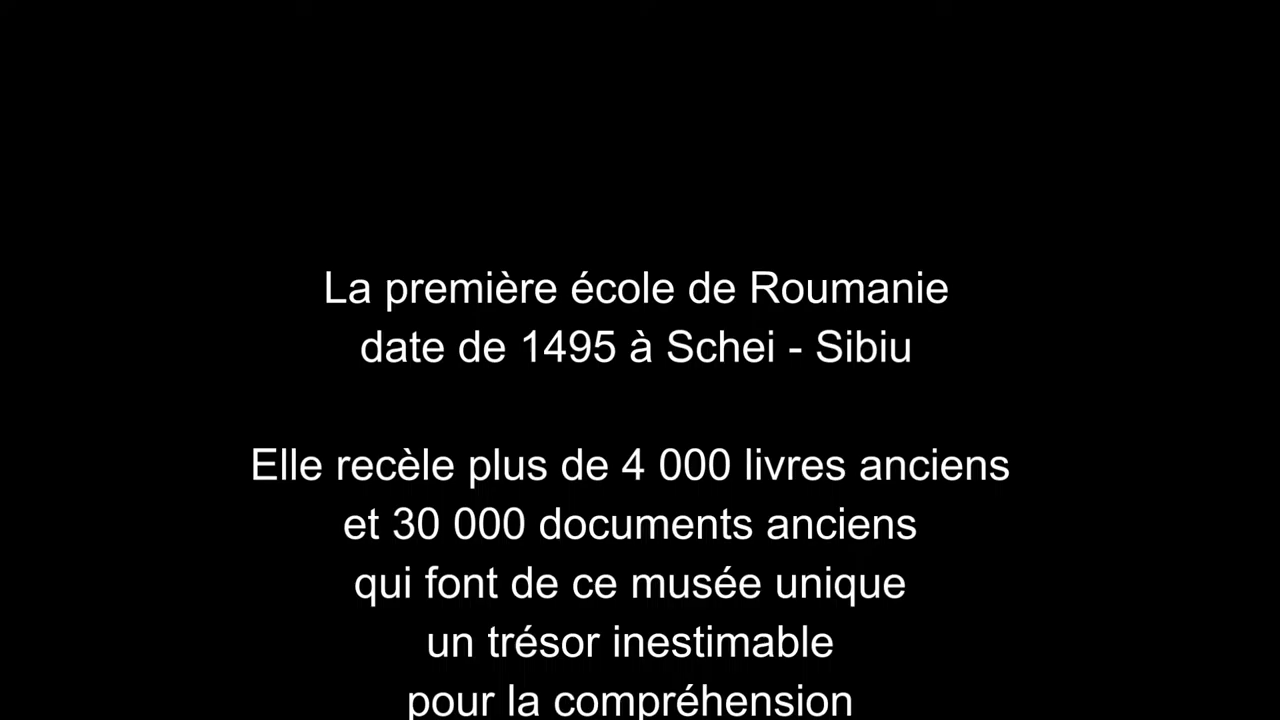 La première école de Roumanie
date de 1495 à Schei - Sibiu
Elle recèle plus de 4 000 livres anciens
et 30 000 documents anciens
qui font de ce musée unique
un trésor inestimable
pour la compréhension